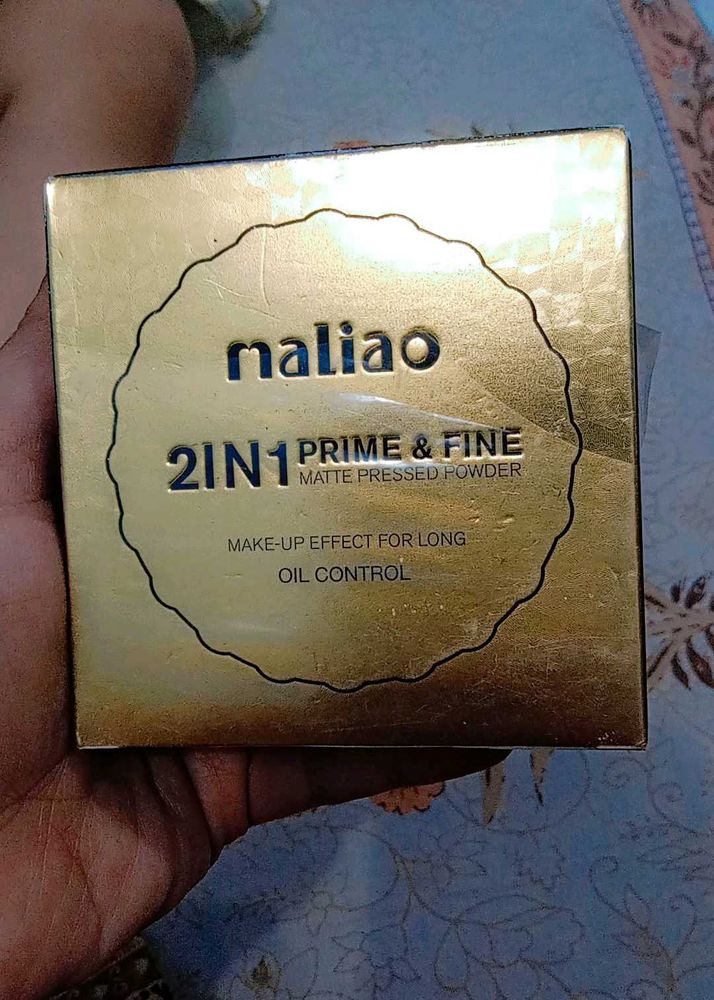 maliao
2IN1 PRIME & FINE
MATTE PRESSED POWDER
MAKE-UP EFFECT FOR LONG
OIL CONTROL